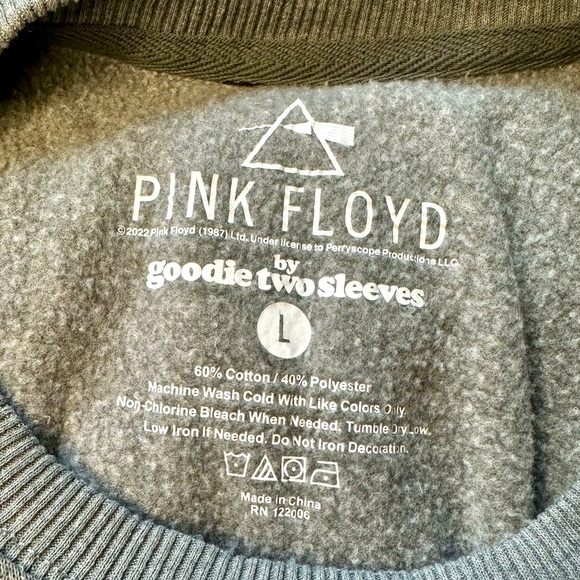 PINK FLOYD
©2022 Pink Floyd (1987) Ltd. Under license to Perryscope Productions LLC.
by
goodie two sleeves
L
60% Cotton / 40% Polyester
Machine Wash Cold With Like Colors Only.
Non-Chlorine Bleach When Needed. Tumble Dry Low.
Low Iron If Needed. Do Not Iron Decoration.
Made in China
RN 122006